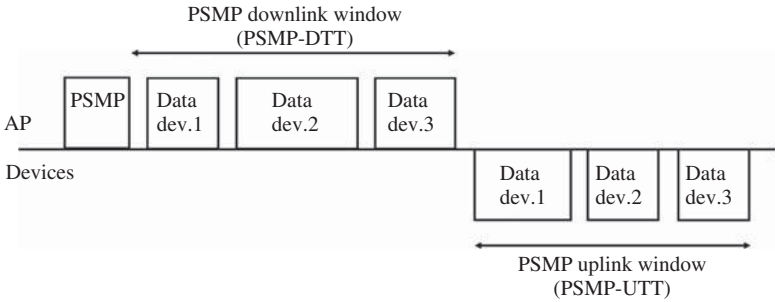 PSMP downlink window
(PSMP-DTT)
PSMP
Data
dev.1
Data
dev.2
Data
dev.3
AP
Devices
Data
dev.1
Data
dev.2
Data
dev.3
PSMP uplink window
(PSMP-UTT)